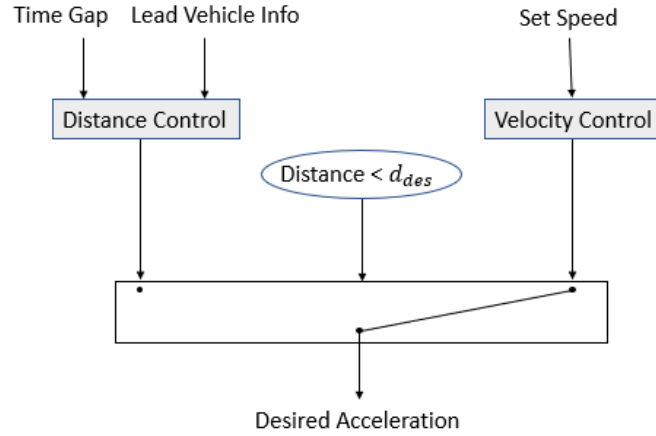 Time Gap Lead Vehicle Info Set Speed
Distance Control Velocity Control
Distance < d_des
Desired Acceleration